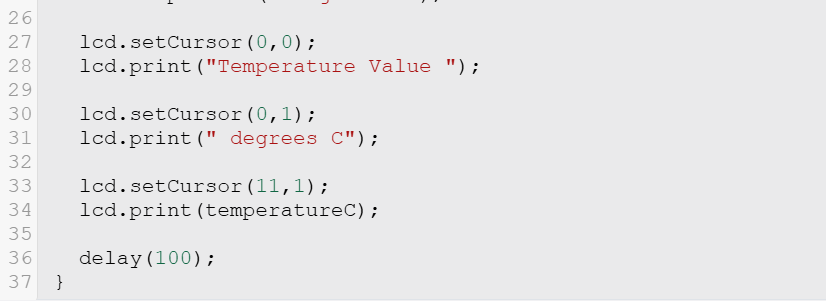 26
27 lcd.setCursor(0,0);
28 lcd.print("Temperature Value ");
29
30 lcd.setCursor(0,1);
31 lcd.print(" degrees C");
32
33 lcd.setCursor(11,1);
34 lcd.print(temperatureC);
35
36 delay(100);
37 }